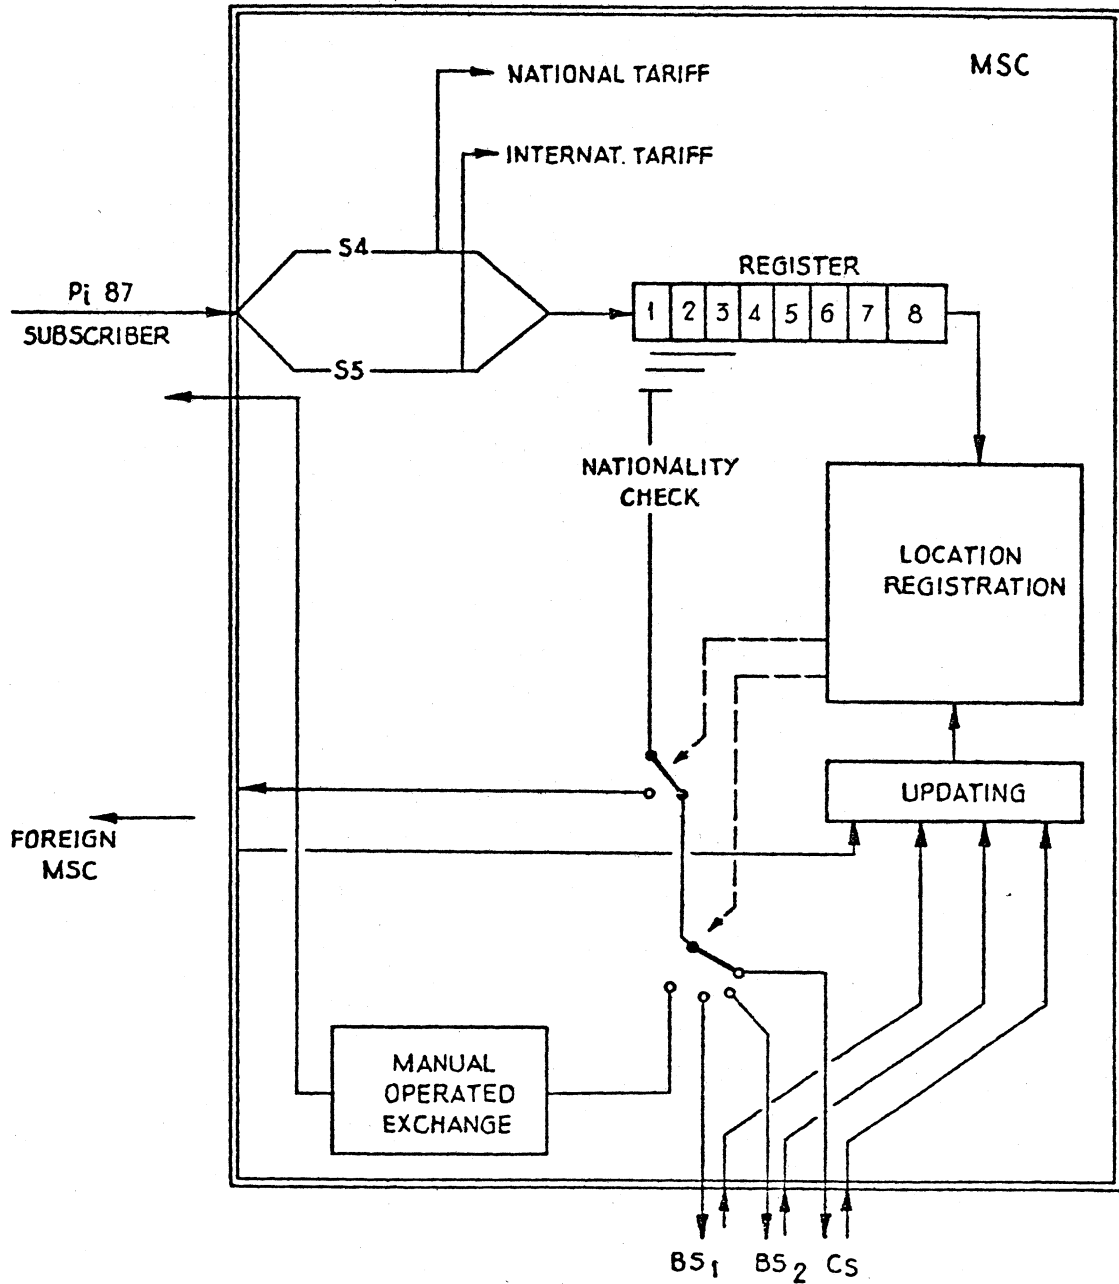 MSC
NATIONAL TARIFF
INTERNAT. TARIFF
S4
REGISTER
Pi 87
SUBSCRIBER
1 2 3 4 5 6 7 8
S5
NATIONALITY
CHECK
LOCATION
REGISTRATION
UPDATING
FOREIGN
MSC
MANUAL
OPERATED
EXCHANGE
BS1 BS2 CS